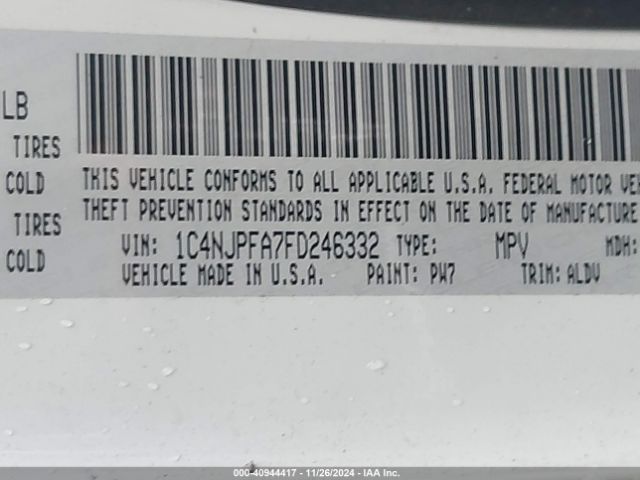 LB
TIRES
COLD
TIRES
COLD
THIS VEHICLE CONFORMS TO ALL APPLICABLE U.S.A. FEDERAL MOTOR VE
THEFT PREVENTION STANDARDS IN EFFECT ON THE DATE OF MANUFACTURE
VIN: 1C4NJPFA7FD246332 TYPE: MPV MDH:
VEHICLE MADE IN U.S.A. PAINT: PW7 TRIM: ALDV
000-40944417 - 11/26/2024 - IAA Inc.